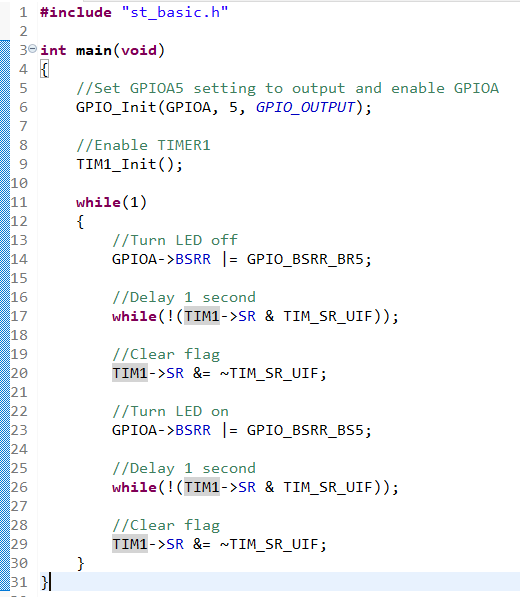 1 #include "st_basic.h"
2
3 int main(void)
4 {
5 //Set GPIOA5 setting to output and enable GPIOA
6 GPIO_Init(GPIOA, 5, GPIO_OUTPUT);
7
8 //Enable TIMER1
9 TIM1_Init();
10
11 while(1)
12 {
13 //Turn LED off
14 GPIOA->BSRR |= GPIO_BSRR_BR5;
15
16 //Delay 1 second
17 while(!(TIM1->SR & TIM_SR_UIF));
18
19 //Clear flag
20 TIM1->SR &= ~TIM_SR_UIF;
21
22 //Turn LED on
23 GPIOA->BSRR |= GPIO_BSRR_BS5;
24
25 //Delay 1 second
26 while(!(TIM1->SR & TIM_SR_UIF));
27
28 //Clear flag
29 TIM1->SR &= ~TIM_SR_UIF;
30 }
31 }